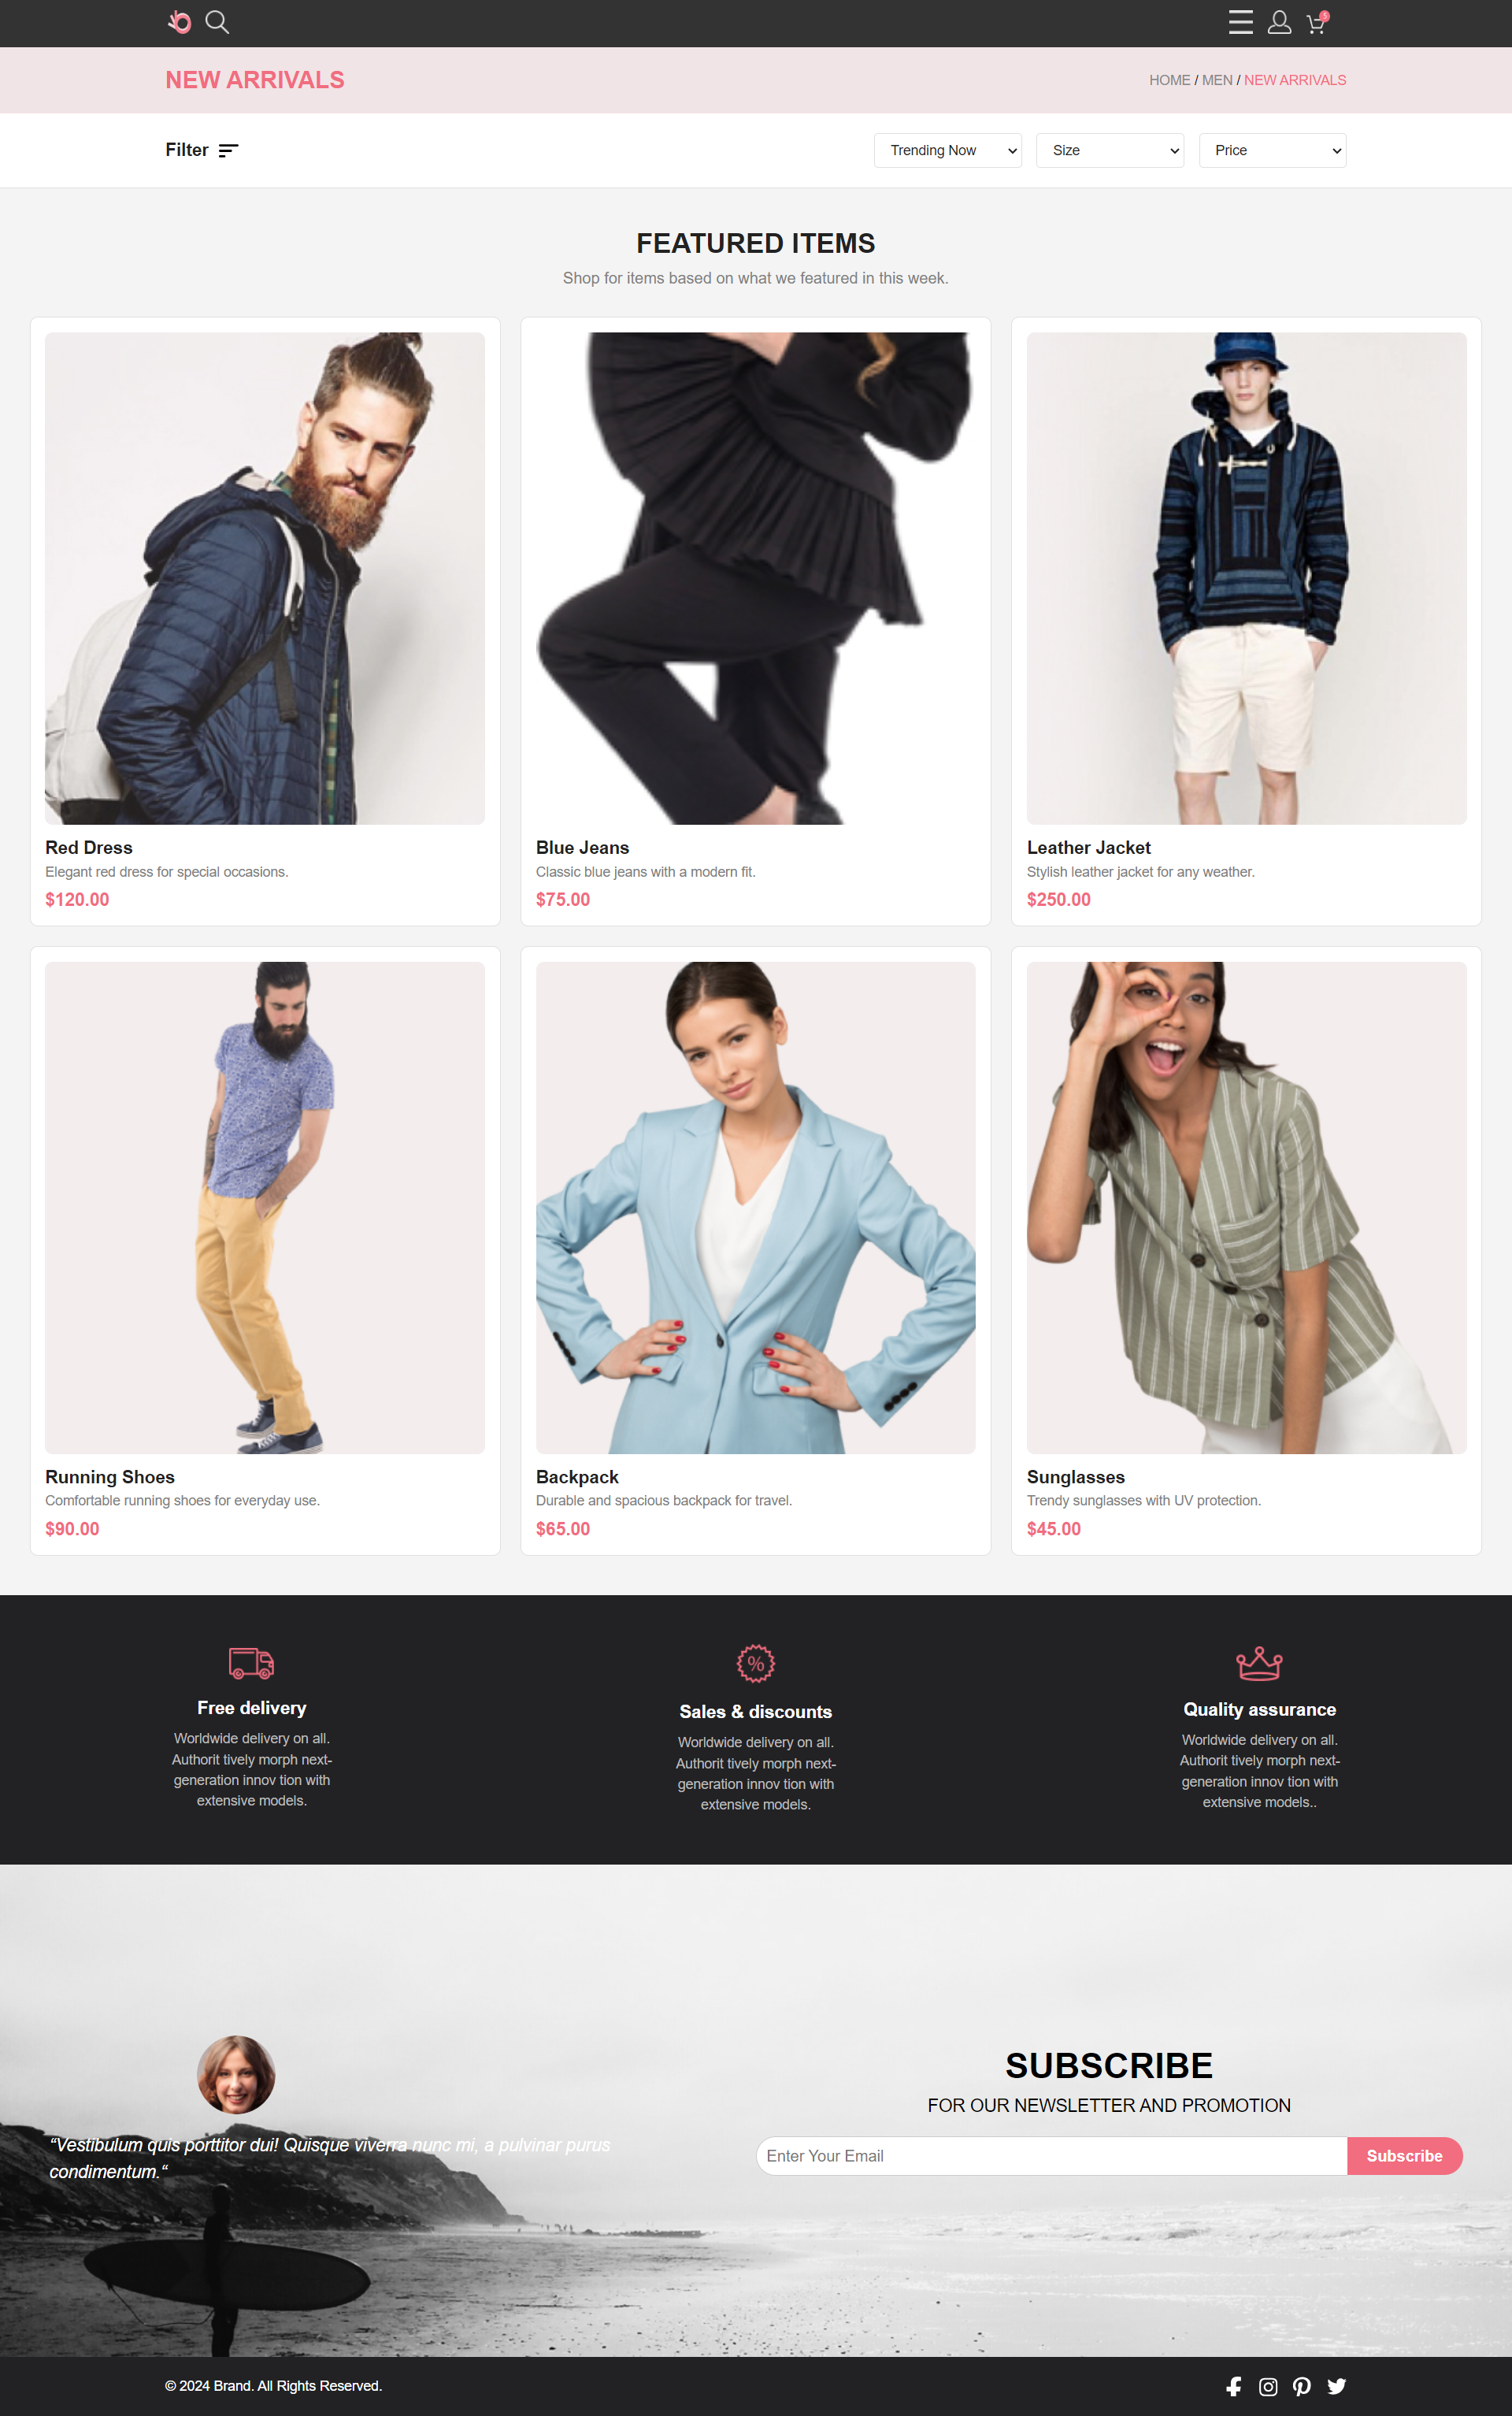 NEW ARRIVALS
HOME / MEN / NEW ARRIVALS
Filter
Trending Now
Size
Price
FEATURED ITEMS
Shop for items based on what we featured in this week.
Red Dress
Elegant red dress for special occasions.
$120.00
Blue Jeans
Classic blue jeans with a modern fit.
$75.00
Leather Jacket
Stylish leather jacket for any weather.
$250.00
Running Shoes
Comfortable running shoes for everyday use.
$90.00
Backpack
Durable and spacious backpack for travel.
$65.00
Sunglasses
Trendy sunglasses with UV protection.
$45.00
Free delivery
Worldwide delivery on all.
Authorit tively morph next-
generation innov tion with
extensive models.
%
Sales & discounts
Worldwide delivery on all.
Authorit tively morph next-
generation innov tion with
extensive models.
Quality assurance
Worldwide delivery on all.
Authorit tively morph next-
generation innov tion with
extensive models..
“Vestibulum quis porttitor dui! Quisque viverra nunc mi, a pulvinar purus
condimentum.“
SUBSCRIBE
FOR OUR NEWSLETTER AND PROMOTION
Enter Your Email
Subscribe
© 2024 Brand. All Rights Reserved.